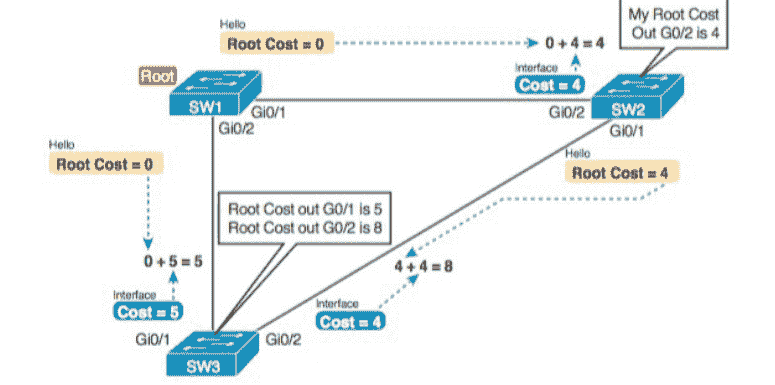 Hello
Root Cost = 0
0 + 4 = 4
My Root Cost
Out G0/2 is 4
Root
Interface
Cost = 4
SW1
Gi0/1
Gi0/2
Gi0/2
SW2
Gi0/1
Hello
Root Cost = 0
Hello
Root Cost = 4
Root Cost out G0/1 is 5
Root Cost out G0/2 is 8
0 + 5 = 5
4 + 4 = 8
Interface
Cost = 5
Interface
Cost = 4
Gi0/1
Gi0/2
SW3